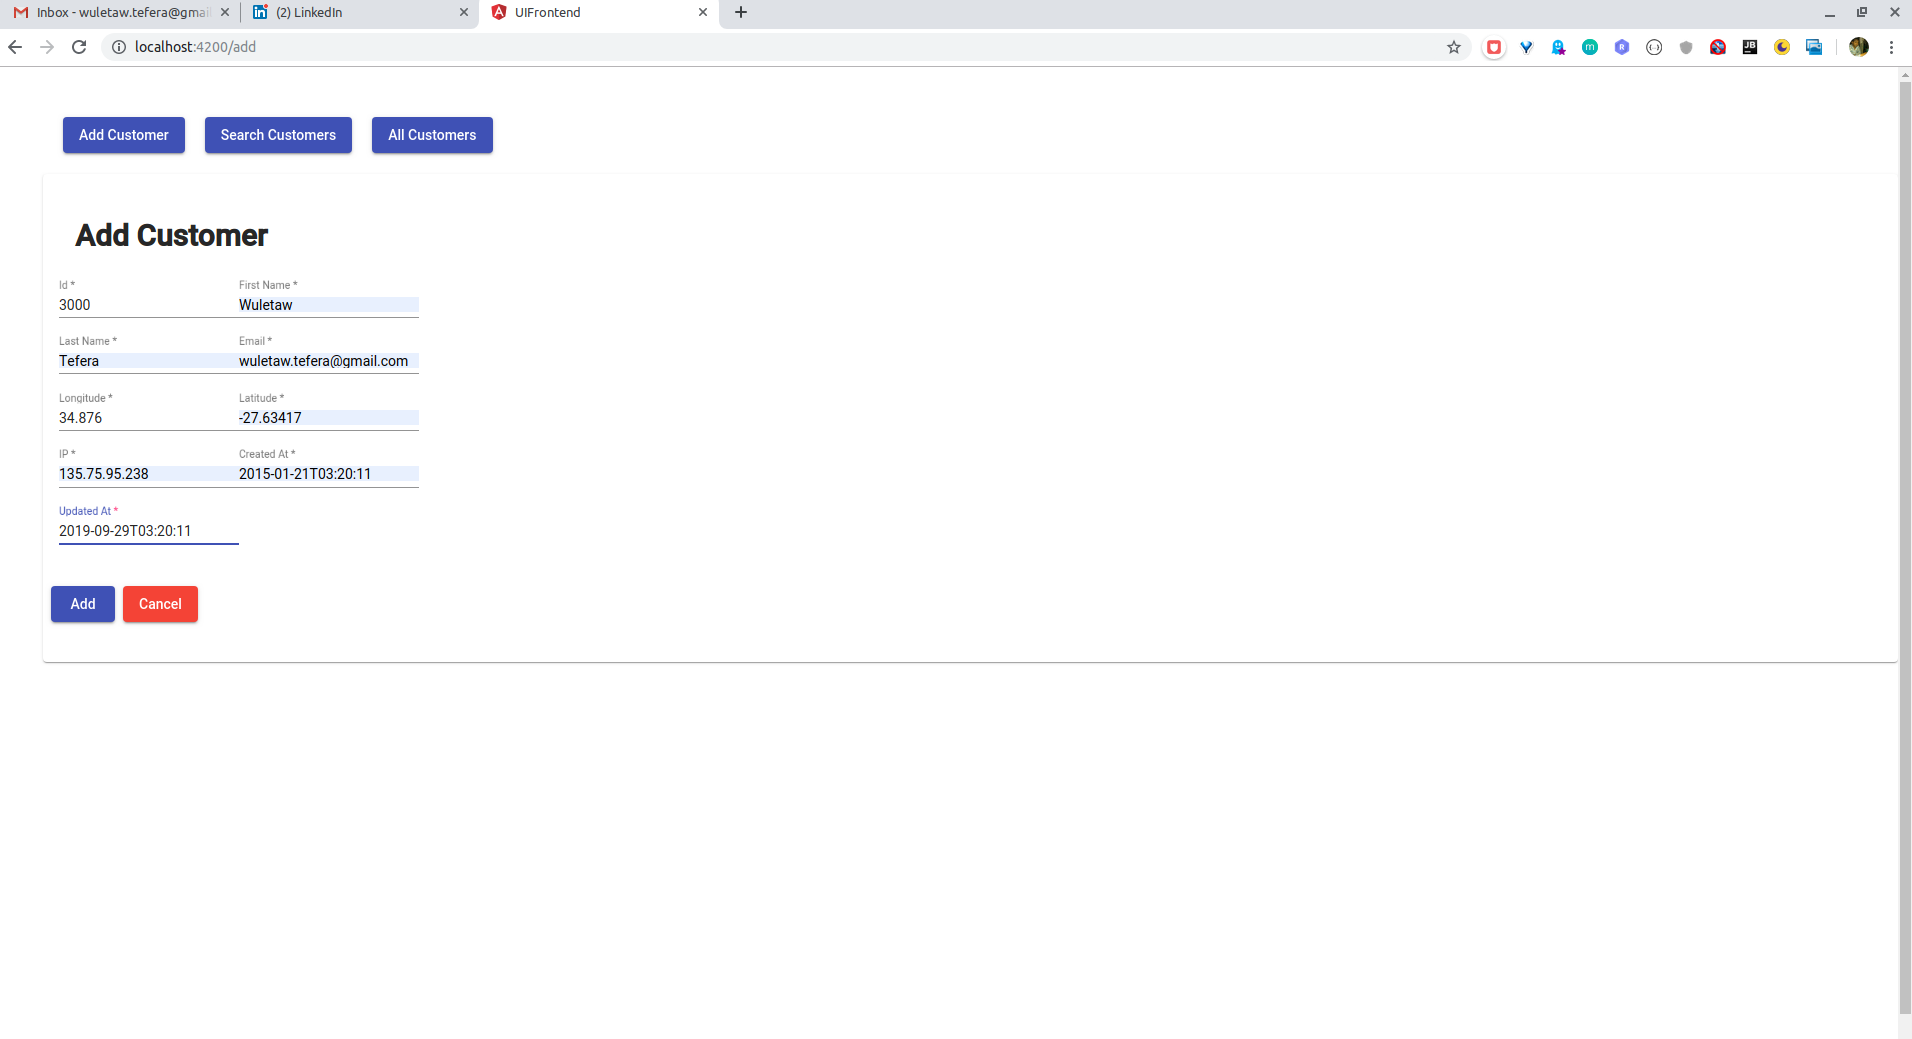 Inbox - wuletaw.tefera@gmai
(2) LinkedIn
UIFrontend
localhost:4200/add
Add Customer Search Customers All Customers
Add Customer
Id * First Name *
3000 Wuletaw
Last Name * Email *
Tefera wuletaw.tefera@gmail.com
Longitude * Latitude *
34.876 -27.63417
IP * Created At *
135.75.95.238 2015-01-21T03:20:11
Updated At *
2019-09-29T03:20:11
Add Cancel